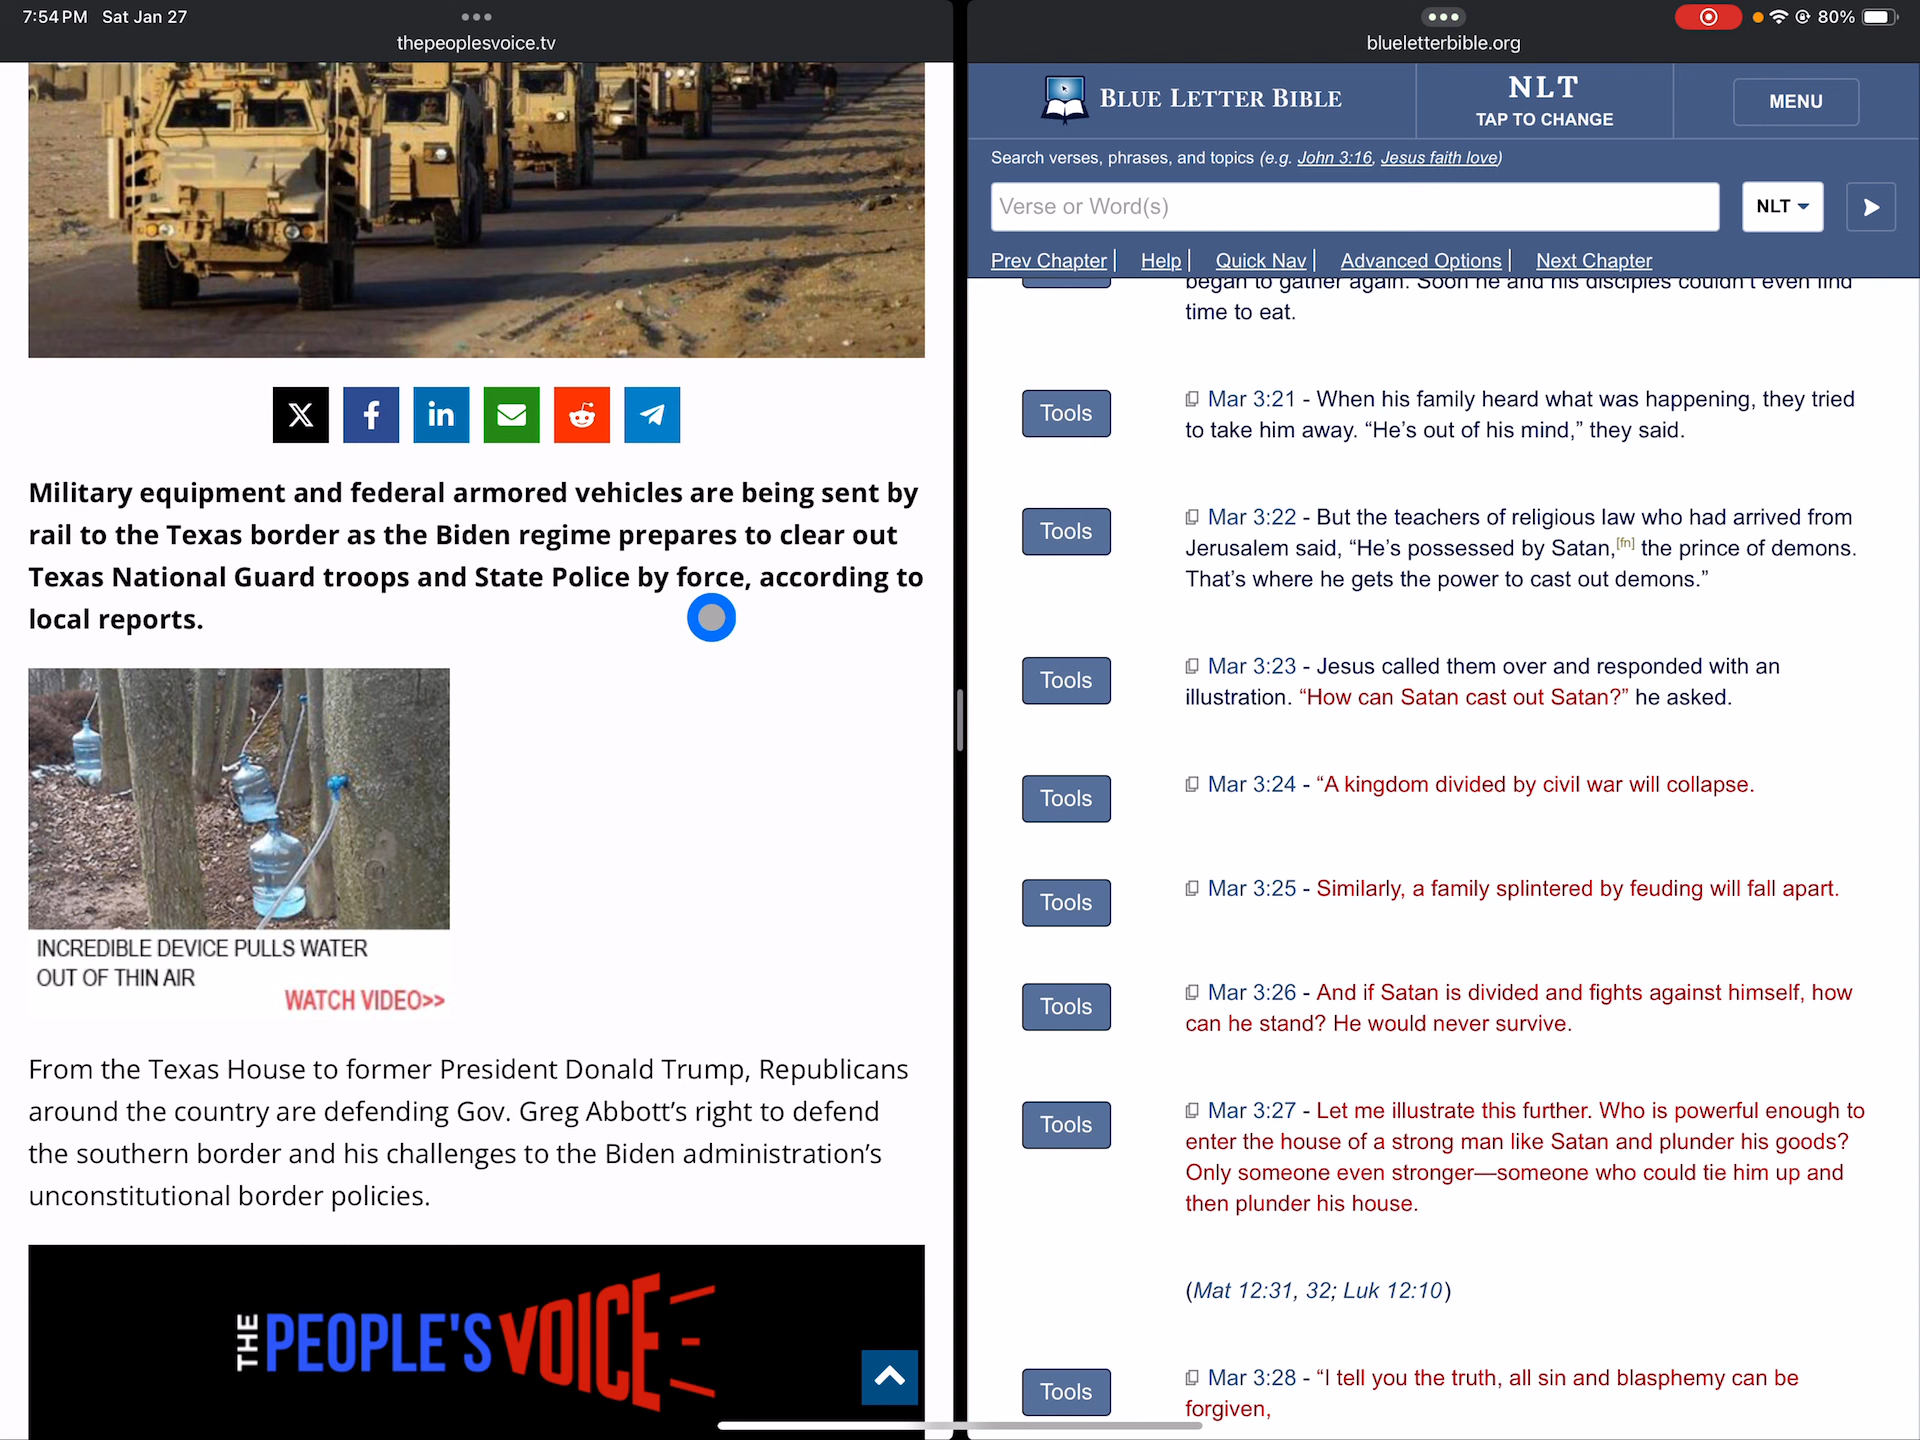 7:54 PM Sat Jan 27
thepeoplesvoice.tv
Military equipment and federal armored vehicles are being sent by
rail to the Texas border as the Biden regime prepares to clear out
Texas National Guard troops and State Police by force, according to
local reports.
INCREDIBLE DEVICE PULLS WATER
OUT OF THIN AIR
WATCH VIDEO>>
From the Texas House to former President Donald Trump, Republicans
around the country are defending Gov. Greg Abbott's right to defend
the southern border and his challenges to the Biden administration's
unconstitutional border policies.
THE PEOPLE'S VOICE
80%
blueletterbible.org
BLUE LETTER BIBLE
NLT
TAP TO CHANGE
MENU
Search verses, phrases, and topics (e.g. John 3:16, Jesus faith love)
Verse or Word(s)
NLT
Prev Chapter | Help | Quick Nav | Advanced Options | Next Chapter
began to gather again. Soon he and his disciples couldn't even find
time to eat.
Tools
Mar 3:21 - When his family heard what was happening, they tried
to take him away. “He’s out of his mind,” they said.
Tools
Mar 3:22 - But the teachers of religious law who had arrived from
Jerusalem said, “He’s possessed by Satan,[fn] the prince of demons.
That’s where he gets the power to cast out demons.”
Tools
Mar 3:23 - Jesus called them over and responded with an
illustration. “How can Satan cast out Satan?” he asked.
Tools
Mar 3:24 - “A kingdom divided by civil war will collapse.
Tools
Mar 3:25 - Similarly, a family splintered by feuding will fall apart.
Tools
Mar 3:26 - And if Satan is divided and fights against himself, how
can he stand? He would never survive.
Tools
Mar 3:27 - Let me illustrate this further. Who is powerful enough to
enter the house of a strong man like Satan and plunder his goods?
Only someone even stronger—someone who could tie him up and
then plunder his house.
(Mat 12:31, 32; Luk 12:10)
Tools
Mar 3:28 - “I tell you the truth, all sin and blasphemy can be
forgiven,